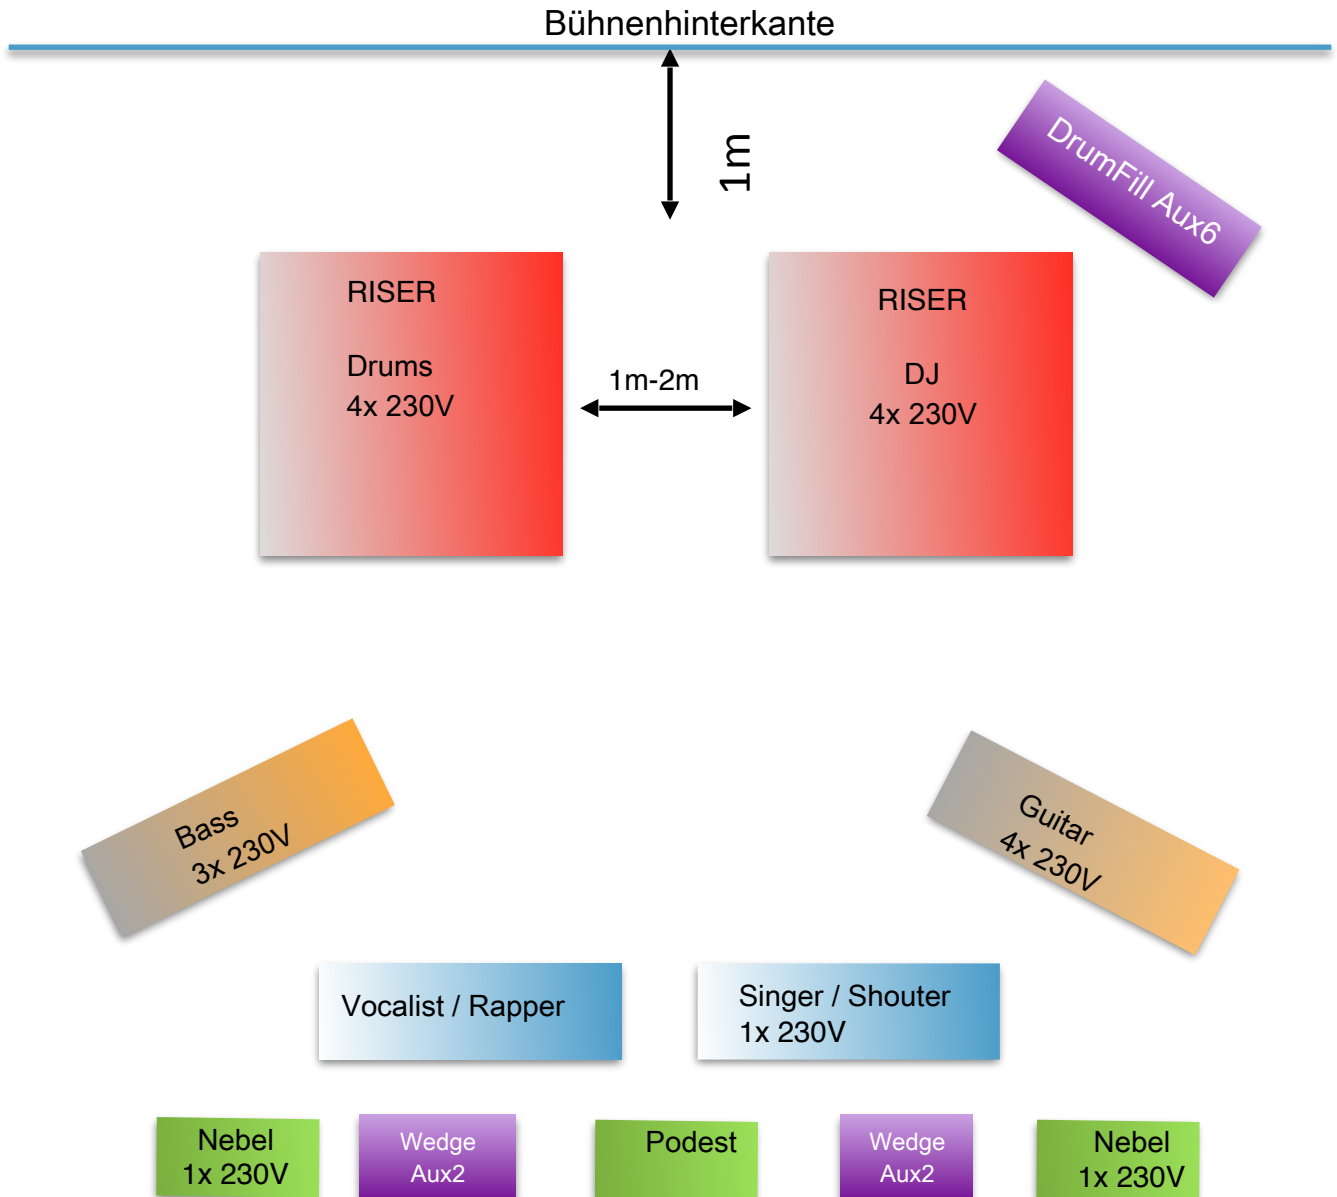 Bühnenhinterkante
1m
DrumFill Aux6
RISER
Drums
4x 230V
1m-2m
RISER
DJ
4x 230V
Bass
3x 230V
Guitar
4x 230V
Vocalist / Rapper
Singer / Shouter
1x 230V
Nebel
1x 230V
Wedge
Aux2
Podest
Wedge
Aux2
Nebel
1x 230V